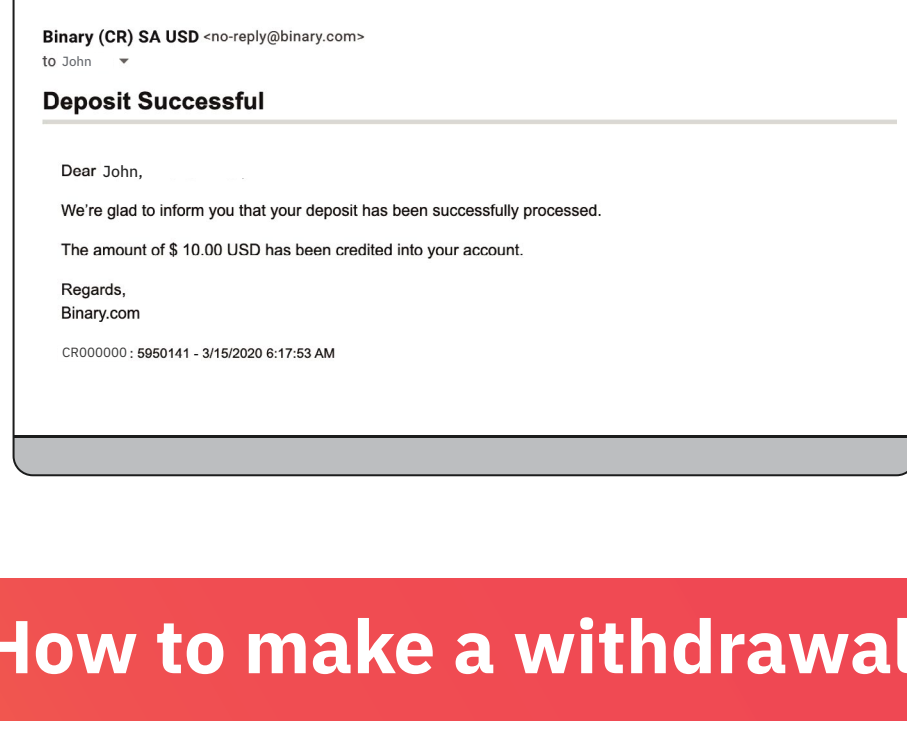 Binary (CR) SA USD <no-reply@binary.com>
to John
Deposit Successful
Dear John,
We're glad to inform you that your deposit has been successfully processed.
The amount of $ 10.00 USD has been credited into your account.
Regards,
Binary.com
CR000000 : 5950141 - 3/15/2020 6:17:53 AM
How to make a withdrawal